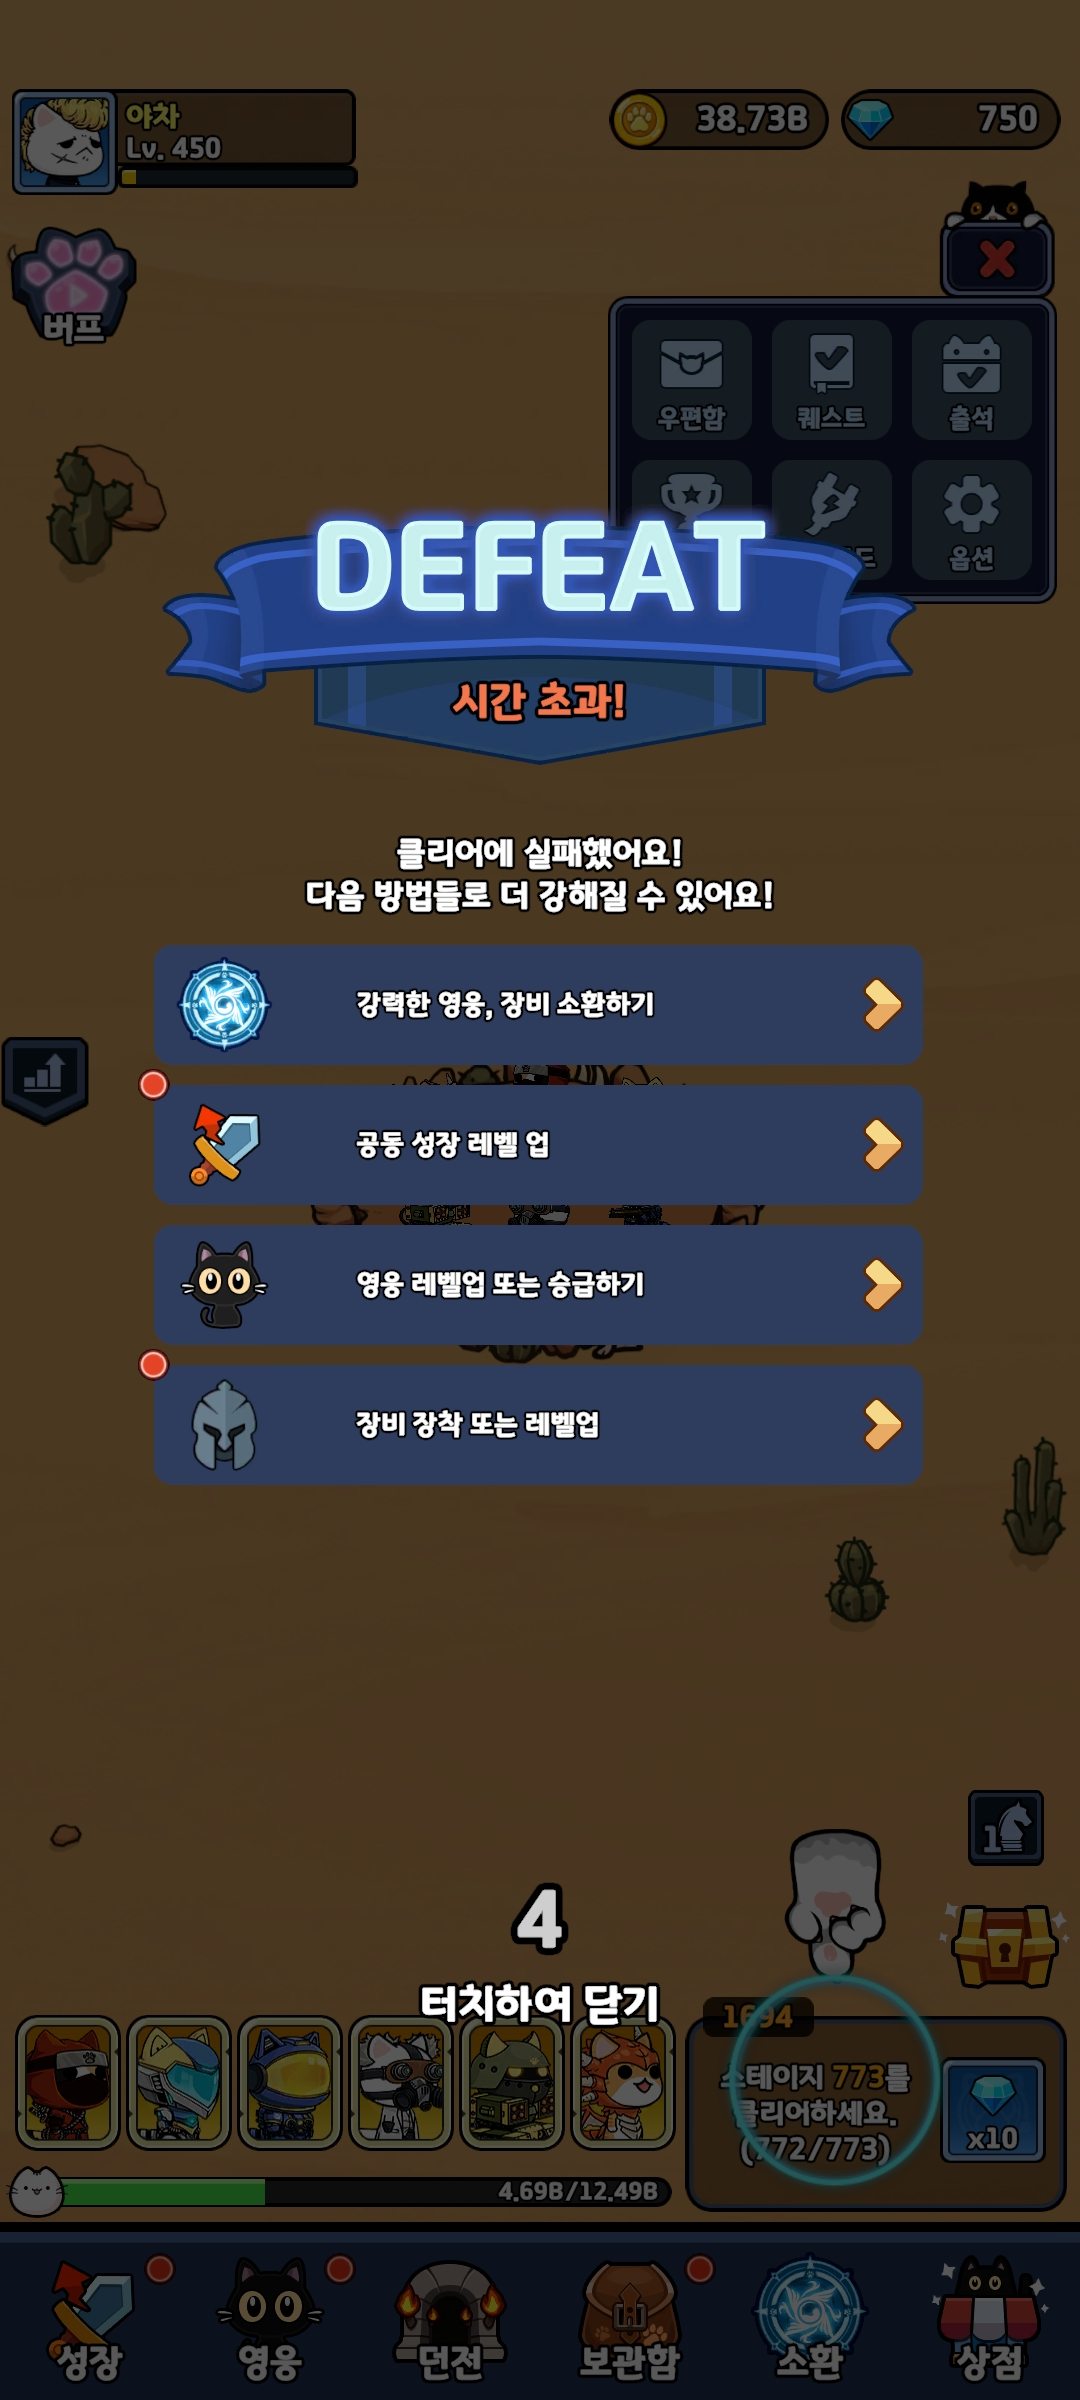 야차
Lv. 450
38.73B
750
버프
우편함
퀘스트
출석
옵션
DEFEAT
시간 초과!
클리어에 실패했어요!
다음 방법들로 더 강해질 수 있어요!
강력한 영웅, 장비 소환하기
공동 성장 레벨 업
영웅 레벨업 또는 승급하기
장비 장착 또는 레벨업
1
4
터치하여 닫기
1694
스테이지 773를
클리어하세요.
(772/773)
x10
4.69B/12.49B
성장
영웅
던전
보관함
소환
상점